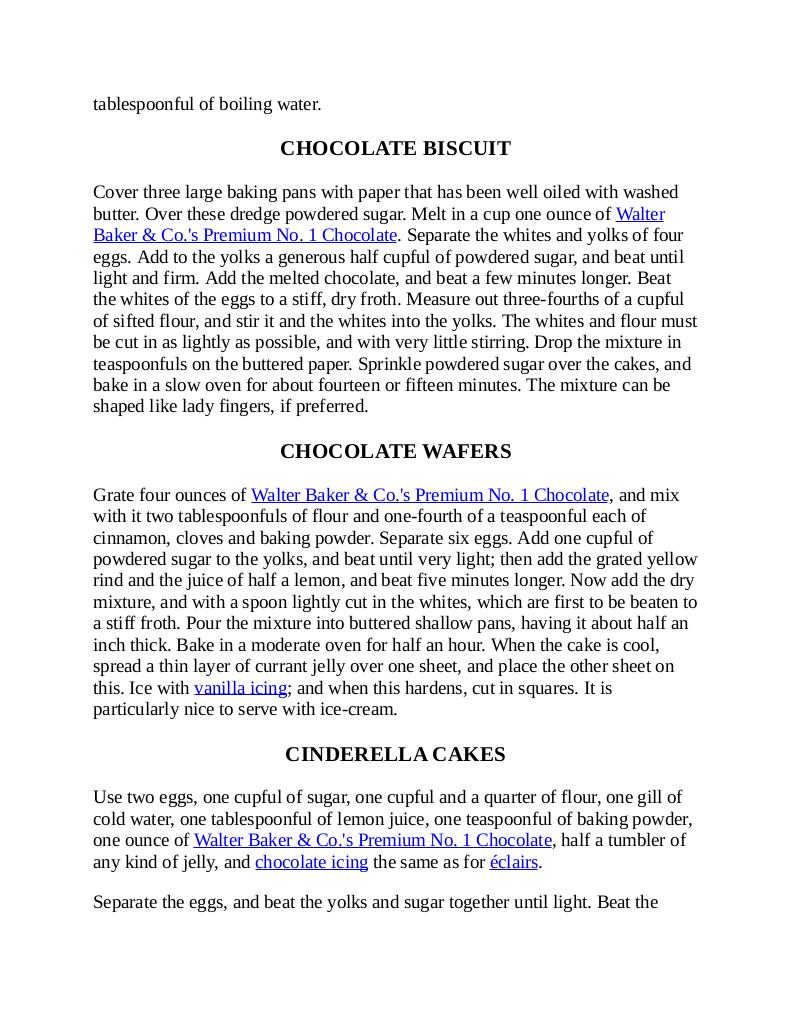 tablespoonful of boiling water.
CHOCOLATE BISCUIT
Cover three large baking pans with paper that has been well oiled with washed
butter. Over these dredge powdered sugar. Melt in a cup one ounce of Walter
Baker & Co.'s Premium No. 1 Chocolate. Separate the whites and yolks of four
eggs. Add to the yolks a generous half cupful of powdered sugar, and beat until
light and firm. Add the melted chocolate, and beat a few minutes longer. Beat
the whites of the eggs to a stiff, dry froth. Measure out three-fourths of a cupful
of sifted flour, and stir it and the whites into the yolks. The whites and flour must
be cut in as lightly as possible, and with very little stirring. Drop the mixture in
teaspoonfuls on the buttered paper. Sprinkle powdered sugar over the cakes, and
bake in a slow oven for about fourteen or fifteen minutes. The mixture can be
shaped like lady fingers, if preferred.
CHOCOLATE WAFERS
Grate four ounces of Walter Baker & Co.'s Premium No. 1 Chocolate, and mix
with it two tablespoonfuls of flour and one-fourth of a teaspoonful each of
cinnamon, cloves and baking powder. Separate six eggs. Add one cupful of
powdered sugar to the yolks, and beat until very light; then add the grated yellow
rind and the juice of half a lemon, and beat five minutes longer. Now add the dry
mixture, and with a spoon lightly cut in the whites, which are first to be beaten to
a stiff froth. Pour the mixture into buttered shallow pans, having it about half an
inch thick. Bake in a moderate oven for half an hour. When the cake is cool,
spread a thin layer of currant jelly over one sheet, and place the other sheet on
this. Ice with vanilla icing; and when this hardens, cut in squares. It is
particularly nice to serve with ice-cream.
CINDERELLA CAKES
Use two eggs, one cupful of sugar, one cupful and a quarter of flour, one gill of
cold water, one tablespoonful of lemon juice, one teaspoonful of baking powder,
one ounce of Walter Baker & Co.'s Premium No. 1 Chocolate, half a tumbler of
any kind of jelly, and chocolate icing the same as for éclairs.
Separate the eggs, and beat the yolks and sugar together until light. Beat the